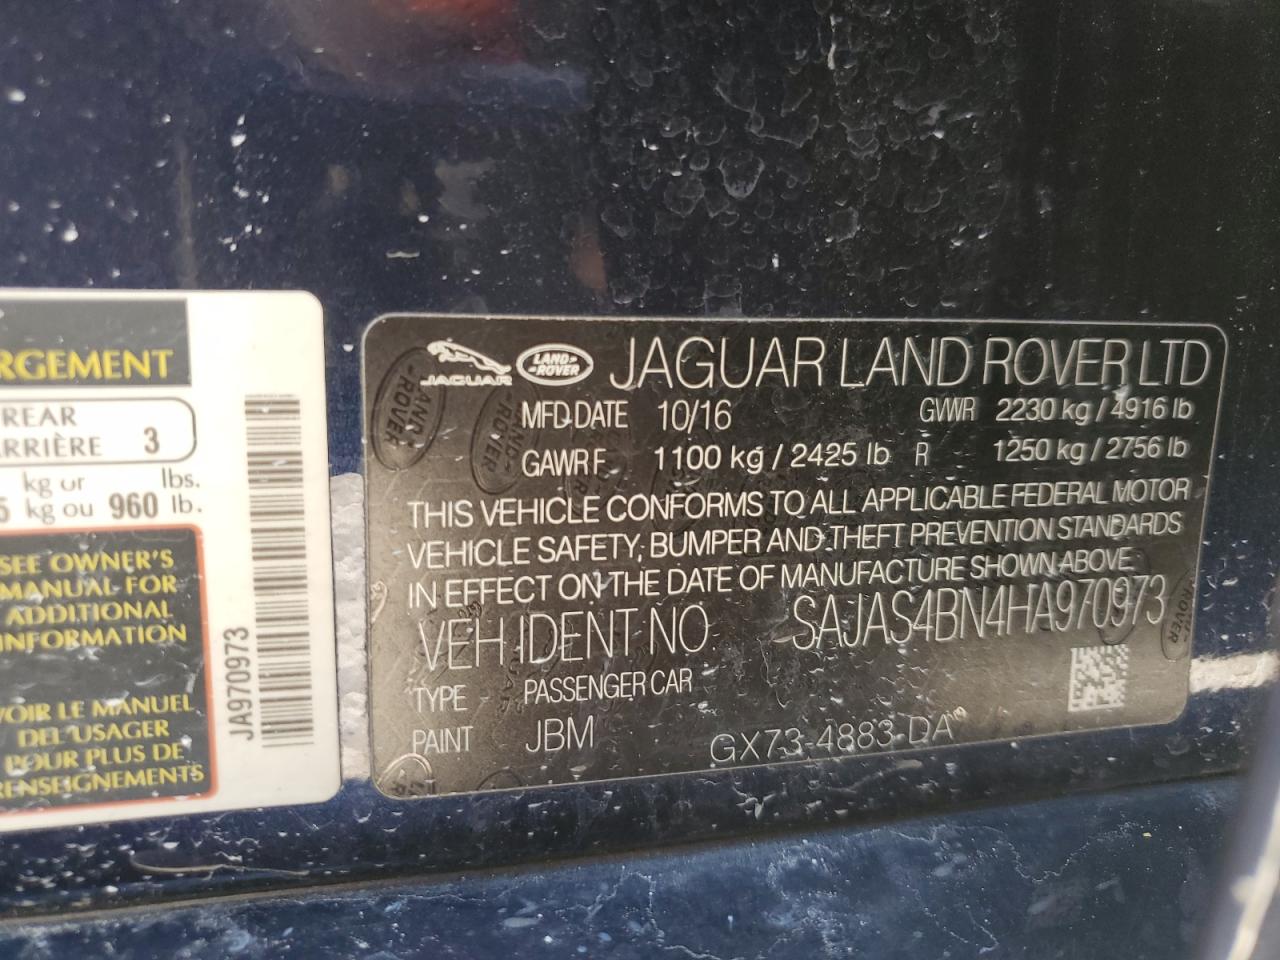 RGEMENT
REAR
ARRIÈRE 3
kg or lbs.
5 kg ou 960 lb.
SEE OWNER'S
MANUAL FOR
ADDITIONAL
INFORMATION
VOIR LE MANUEL
DE L'USAGER
POUR PLUS DE
RENSEIGNEMENTS
JA970973
JAGUAR LAND-ROVER JAGUAR LAND ROVER LTD
MFD DATE 10/16 GVWR 2230 kg / 4916 lb
GAWR F 1100 kg / 2425 lb R 1250 kg / 2756 lb
THIS VEHICLE CONFORMS TO ALL APPLICABLE FEDERAL MOTOR
VEHICLE SAFETY, BUMPER AND THEFT PREVENTION STANDARDS
IN EFFECT ON THE DATE OF MANUFACTURE SHOWN ABOVE
VEH IDENT NO SAJAS4BN4HA970973
TYPE PASSENGER CAR
PAINT JBM GX73-4883-DA